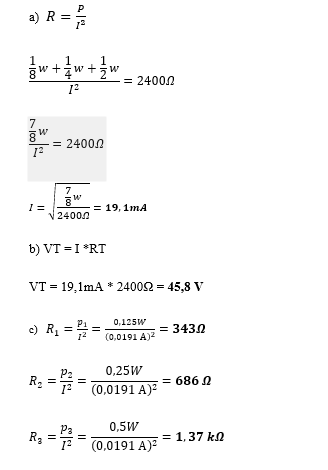 a) R = P/I²
(1/8 w + 1/4 w + 1/2 w)/I² = 2400Ω
(7/8 w)/I² = 2400Ω
I = √((7/8 w)/2400Ω) = 19,1mA
b) VT = I *RT
VT = 19,1mA * 2400Ω = 45,8 V
c) R₁ = P₁/I² = 0,125W/(0,0191 A)² = 343Ω
R₂ = P₂/I² = 0,25W/(0,0191 A)² = 686 Ω
R₃ = P₃/I² = 0,5W/(0,0191 A)² = 1,37 kΩ